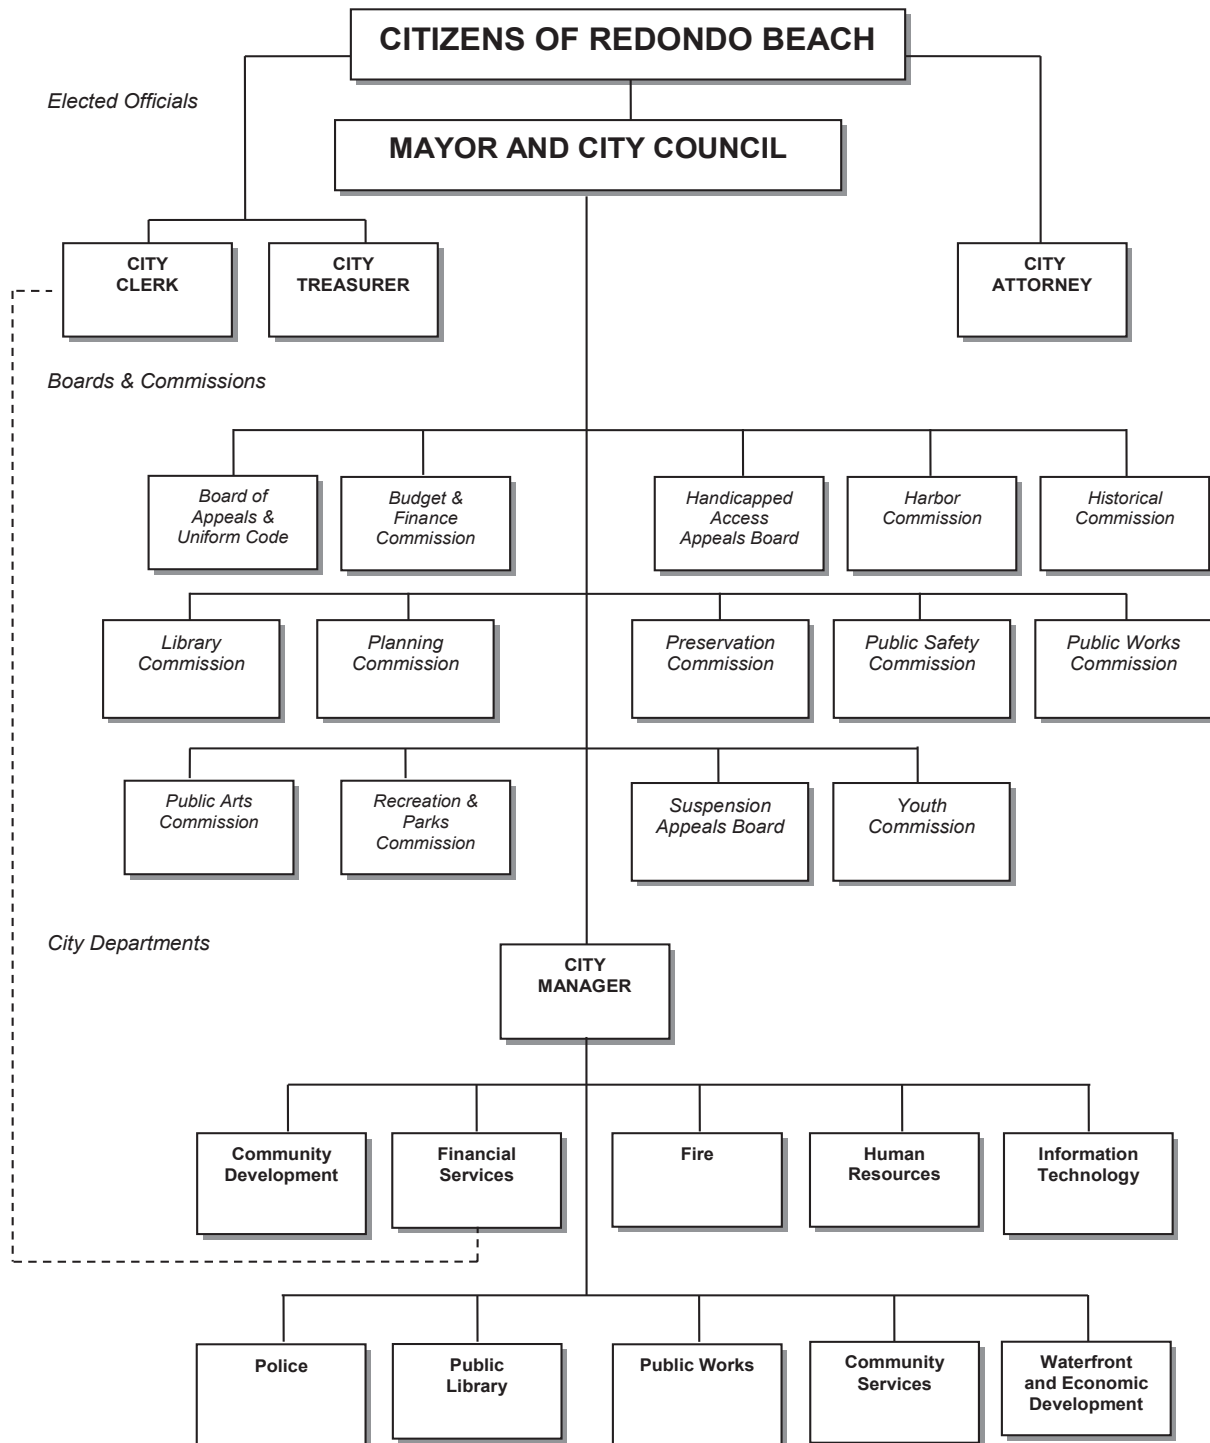 CITIZENS OF REDONDO BEACH
Elected Officials
MAYOR AND CITY COUNCIL
CITY
CLERK
CITY
TREASURER
CITY
ATTORNEY
Boards & Commissions
Board of
Appeals &
Uniform Code
Budget &
Finance
Commission
Handicapped
Access
Appeals Board
Harbor
Commission
Historical
Commission
Library
Commission
Planning
Commission
Preservation
Commission
Public Safety
Commission
Public Works
Commission
Public Arts
Commission
Recreation &
Parks
Commission
Suspension
Appeals Board
Youth
Commission
City Departments
CITY
MANAGER
Community
Development
Financial
Services
Fire
Human
Resources
Information
Technology
Police
Public
Library
Public Works
Community
Services
Waterfront
and Economic
Development